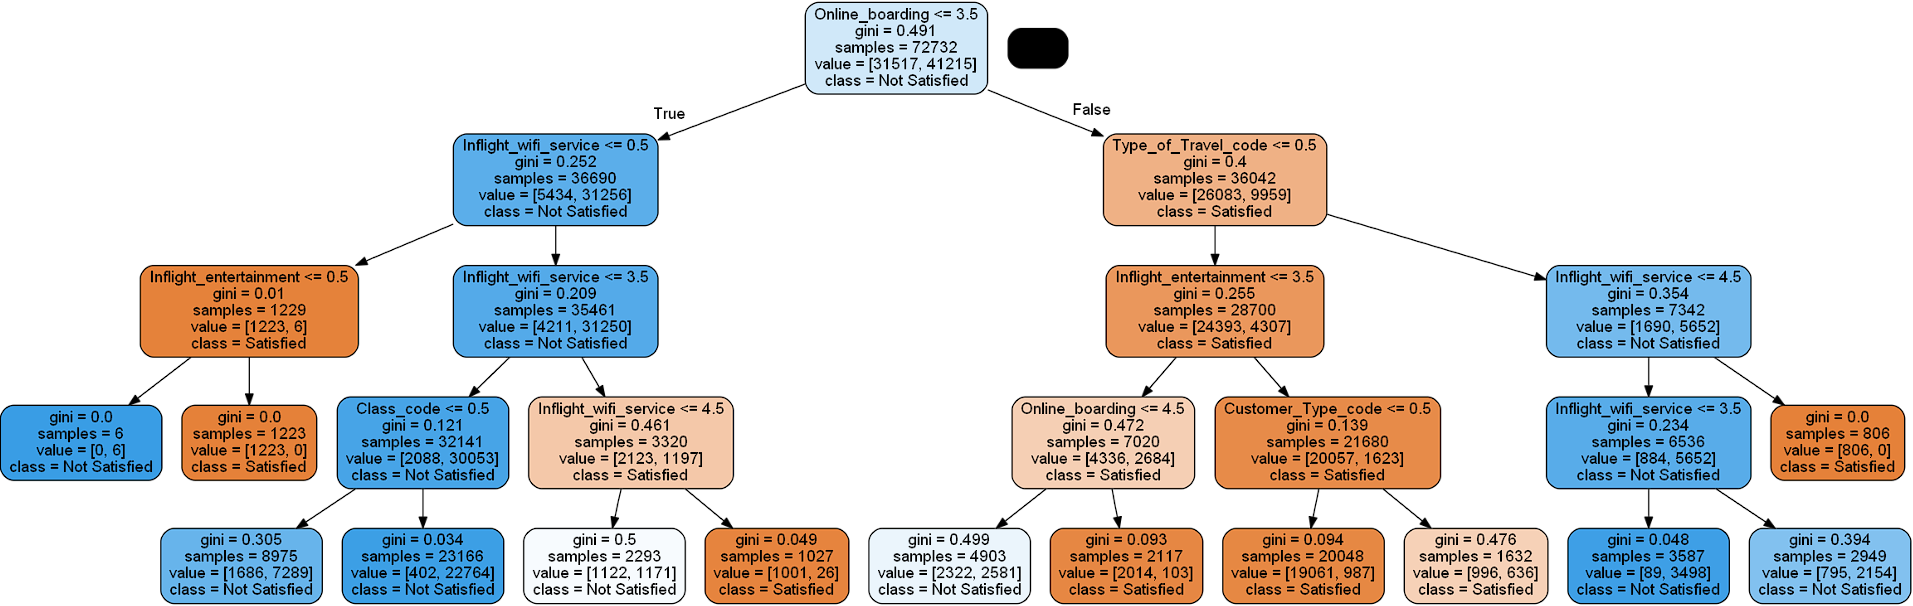 Online_boarding <= 3.5
gini = 0.491
samples = 72732
value = [31517, 41215]
class = Not Satisfied
True
False
Inflight_wifi_service <= 0.5
gini = 0.252
samples = 36690
value = [5434, 31256]
class = Not Satisfied
Type_of_Travel_code <= 0.5
gini = 0.4
samples = 36042
value = [26083, 9959]
class = Satisfied
Inflight_entertainment <= 0.5
gini = 0.01
samples = 1229
value = [1223, 6]
class = Satisfied
Inflight_wifi_service <= 3.5
gini = 0.209
samples = 35461
value = [4211, 31250]
class = Not Satisfied
Inflight_entertainment <= 3.5
gini = 0.255
samples = 28700
value = [24393, 4307]
class = Satisfied
Inflight_wifi_service <= 4.5
gini = 0.354
samples = 7342
value = [1690, 5652]
class = Not Satisfied
gini = 0.0
samples = 6
value = [0, 6]
class = Not Satisfied
gini = 0.0
samples = 1223
value = [1223, 0]
class = Satisfied
Class_code <= 0.5
gini = 0.121
samples = 32141
value = [2088, 30053]
class = Not Satisfied
Inflight_wifi_service <= 4.5
gini = 0.461
samples = 3320
value = [2123, 1197]
class = Satisfied
Online_boarding <= 4.5
gini = 0.472
samples = 7020
value = [4336, 2684]
class = Satisfied
Customer_Type_code <= 0.5
gini = 0.139
samples = 21680
value = [20057, 1623]
class = Satisfied
Inflight_wifi_service <= 3.5
gini = 0.234
samples = 6536
value = [884, 5652]
class = Not Satisfied
gini = 0.0
samples = 806
value = [806, 0]
class = Satisfied
gini = 0.305
samples = 8975
value = [1686, 7289]
class = Not Satisfied
gini = 0.034
samples = 23166
value = [402, 22764]
class = Not Satisfied
gini = 0.5
samples = 2293
value = [1122, 1171]
class = Not Satisfied
gini = 0.049
samples = 1027
value = [1001, 26]
class = Satisfied
gini = 0.499
samples = 4903
value = [2322, 2581]
class = Not Satisfied
gini = 0.093
samples = 2117
value = [2014, 103]
class = Satisfied
gini = 0.094
samples = 20048
value = [19061, 987]
class = Satisfied
gini = 0.476
samples = 1632
value = [996, 636]
class = Satisfied
gini = 0.048
samples = 3587
value = [89, 3498]
class = Not Satisfied
gini = 0.394
samples = 2949
value = [795, 2154]
class = Not Satisfied